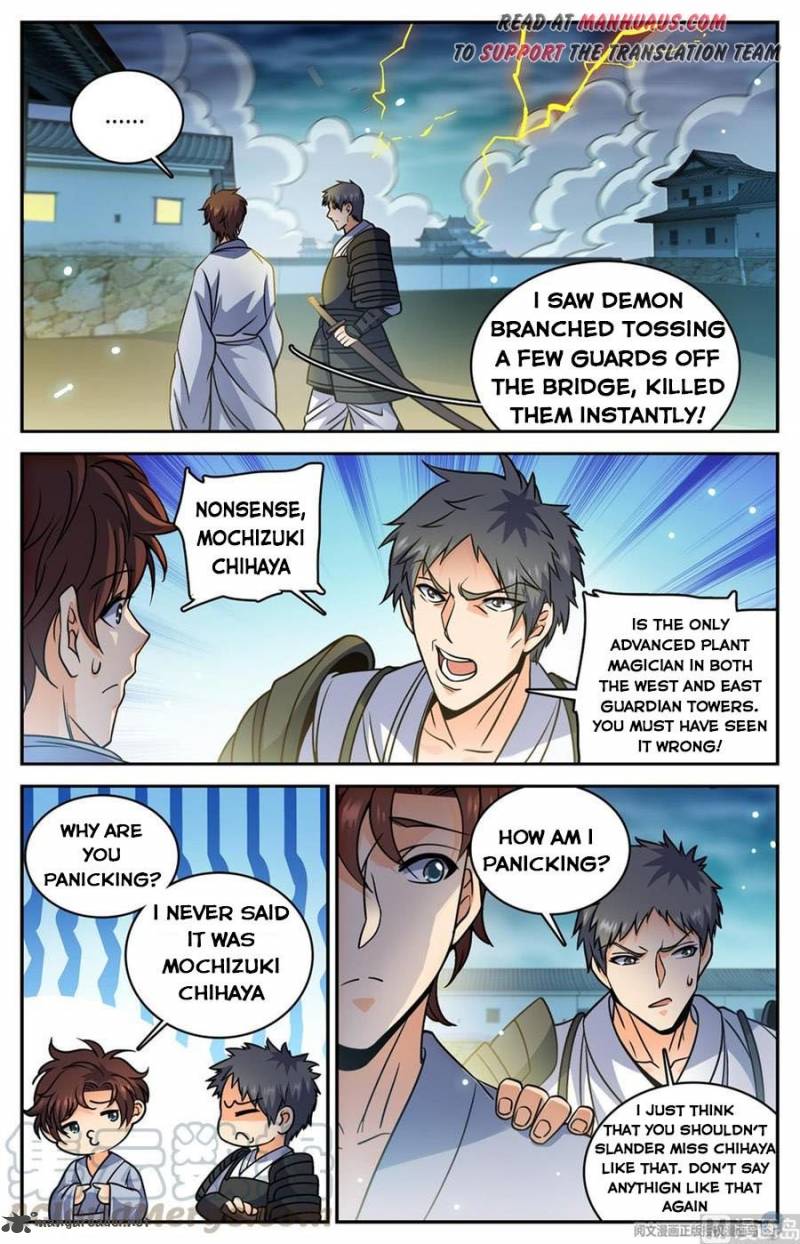 READ AT MANHUAUS.COM
TO SUPPORT THE TRANSLATION TEAM
......
I SAW DEMON
BRANCHED TOSSING
A FEW GUARDS OFF
THE BRIDGE, KILLED
THEM INSTANTLY!
NONSENSE,
MOCHIZUKI
CHIHAYA
IS THE ONLY
ADVANCED PLANT
MAGICIAN IN BOTH
THE WEST AND EAST
GUARDIAN TOWERS.
YOU MUST HAVE SEEN
IT WRONG!
WHY ARE
YOU
PANICKING?
I NEVER SAID
IT WAS
MOCHIZUKI
CHIHAYA
HOW AM I
PANICKING?
I JUST THINK
THAT YOU SHOULDN'T
SLANDER MISS CHIHAYA
LIKE THAT. DON'T SAY
ANYTHIGN LIKE THAT
AGAIN
mangareader.net